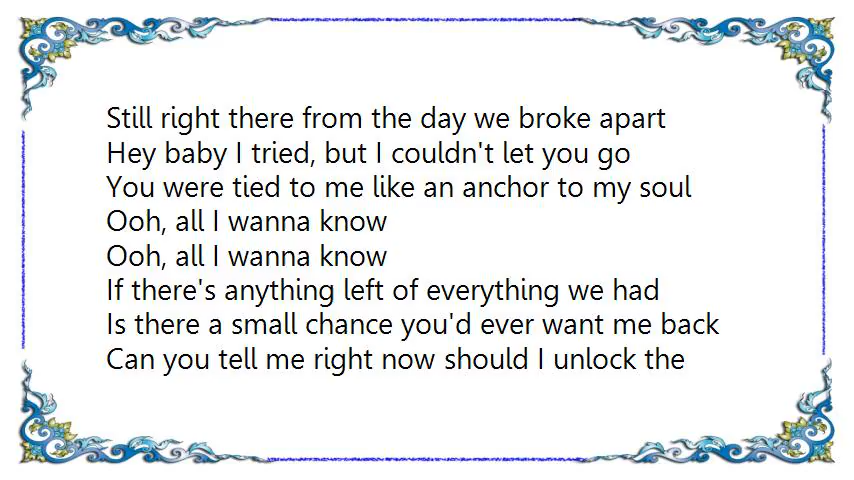 Still right there from the day we broke apart
Hey baby I tried, but I couldn't let you go
You were tied to me like an anchor to my soul
Ooh, all I wanna know
Ooh, all I wanna know
If there's anything left of everything we had
Is there a small chance you'd ever want me back
Can you tell me right now should I unlock the